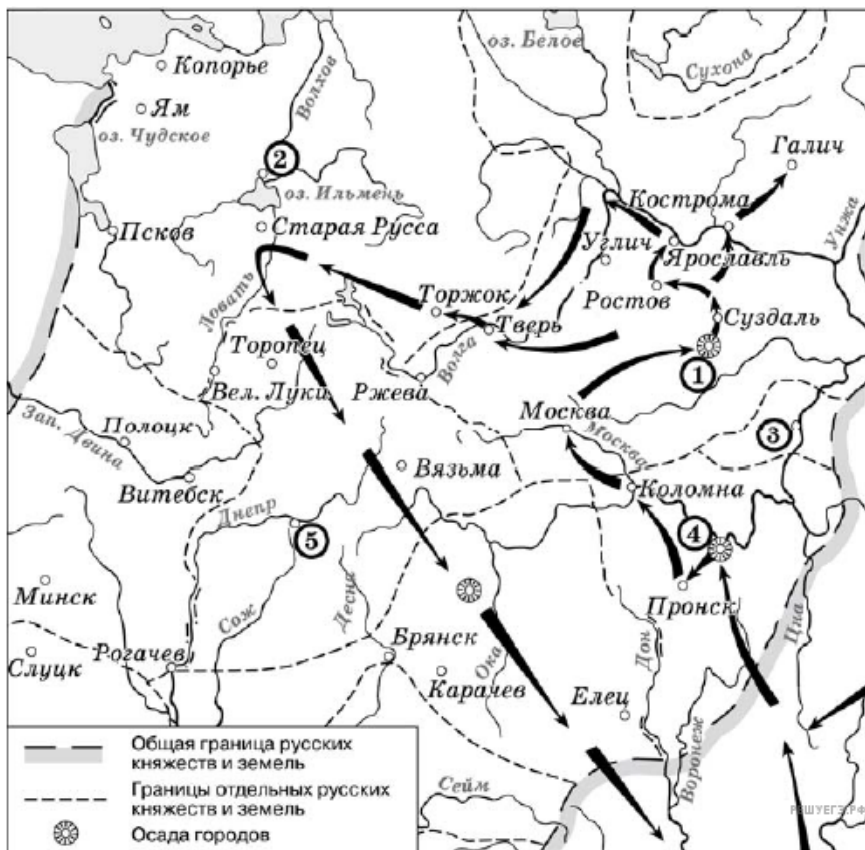 оз. Белое
Сухона
Копорье
Волхов
Ям
оз. Чудское
Галич
2
оз. Ильмень
Кострома
Унжа
Псков
Старая Русса
Углич
Ярославль
Ловать
Торжок
Ростов
Суздаль
Тверь
Торопец
Волга
1
Вел. Луки
Ржева
Москва
Москва
3
Зап. Двина
Полоцк
Вязьма
Коломна
Витебск
Днепр
4
5
Минск
Сож
Десна
Пронск
Цна
Слуцк
Рогачев
Брянск
Ока
Дон
Карачев
Елец
Воронеж
Сейм
Общая граница русских
княжеств и земель
Границы отдельных русских
княжеств и земель
Осада городов
РЕШУЕГЭ.РФ